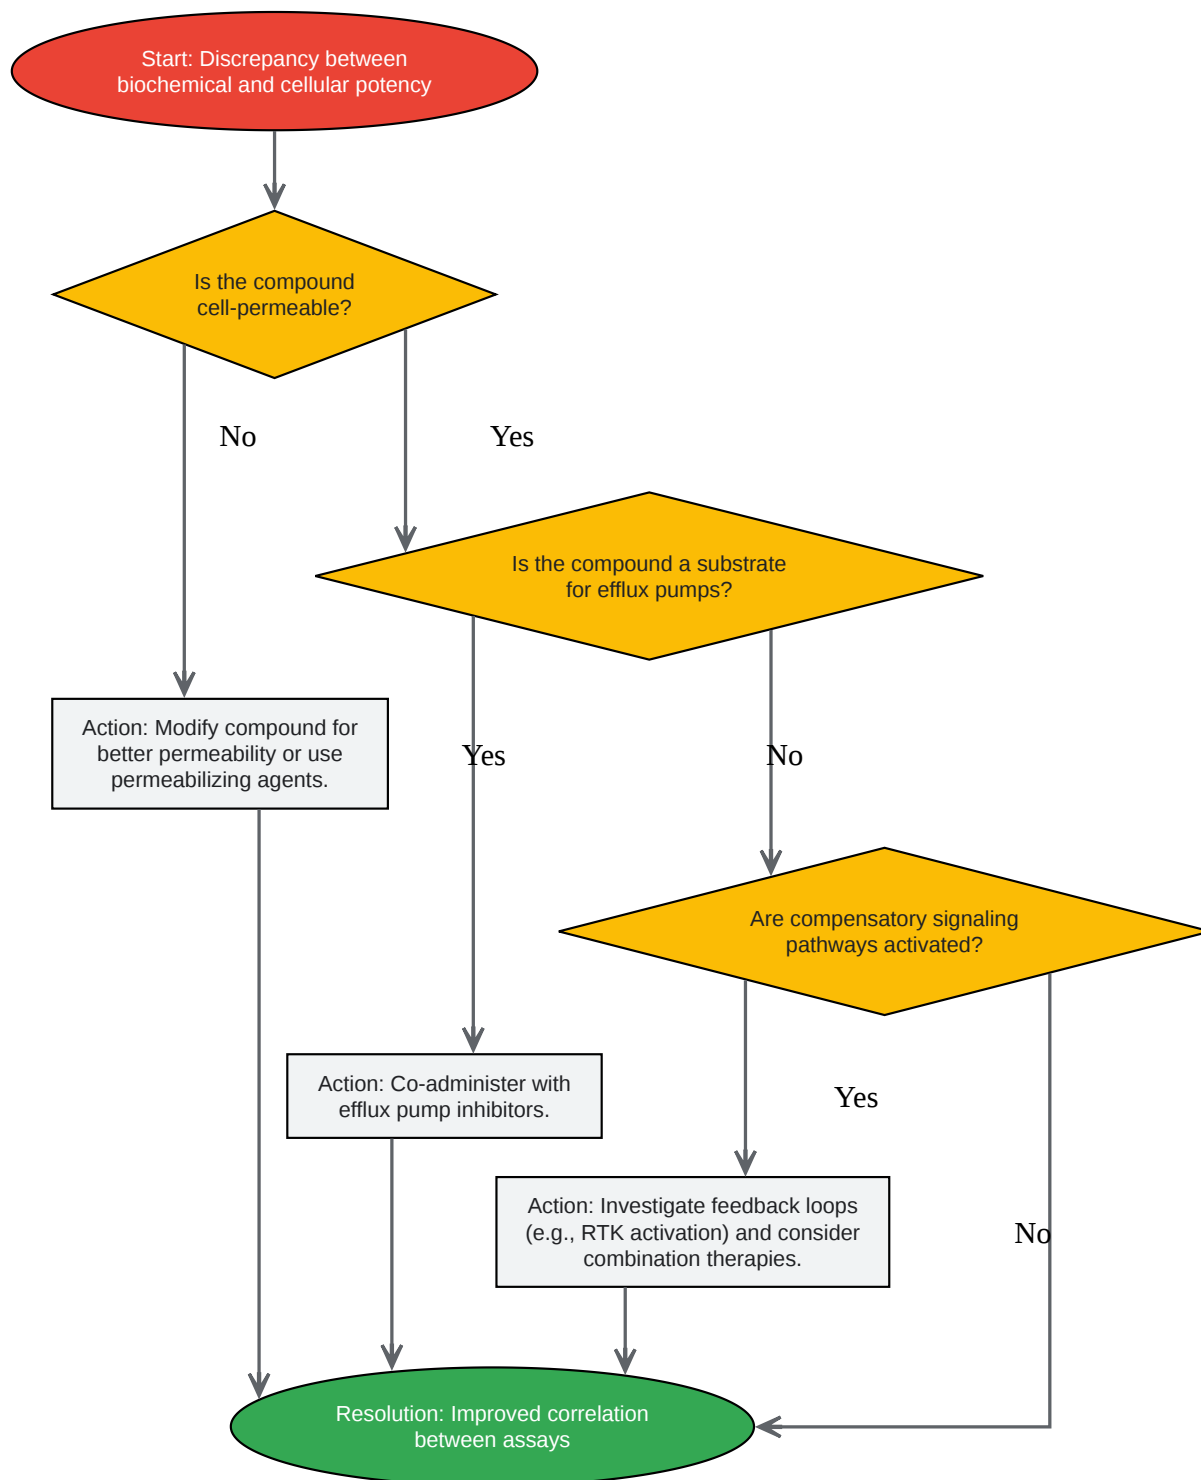 Start: Discrepancy between
biochemical and cellular potency
Is the compound
cell-permeable?
No
Yes
Is the compound a substrate
for efflux pumps?
Action: Modify compound for
better permeability or use
permeabilizing agents.
Yes
No
Are compensatory signaling
pathways activated?
Action: Co-administer with
efflux pump inhibitors.
Yes
Action: Investigate feedback loops
(e.g., RTK activation) and consider
combination therapies.
No
Resolution: Improved correlation
between assays